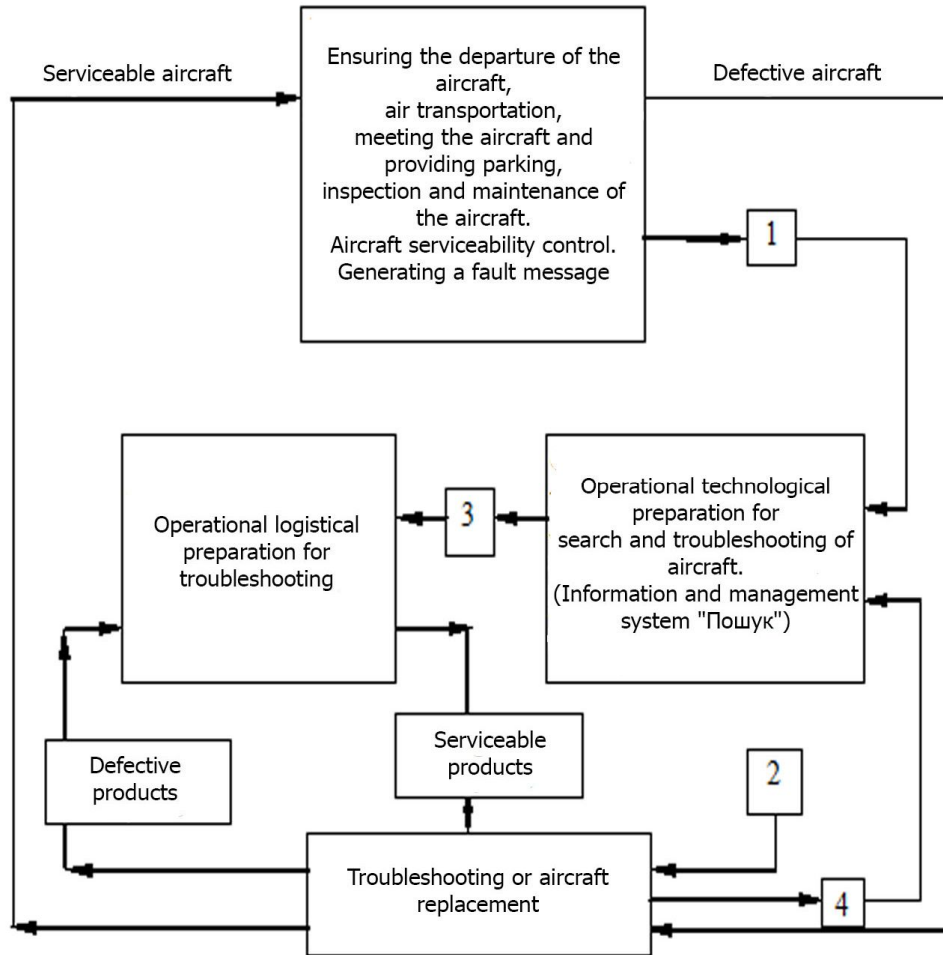 Serviceable aircraft
Ensuring the departure of the
aircraft,
air transportation,
meeting the aircraft and
providing parking,
inspection and maintenance of
the aircraft.
Aircraft serviceability control.
Generating a fault message
Defective aircraft
1
Operational logistical
preparation for
troubleshooting
3
Operational technological
preparation for
search and troubleshooting of
aircraft.
(Information and management
system "Пошук")
Defective
products
Serviceable
products
2
Troubleshooting or aircraft
replacement
4